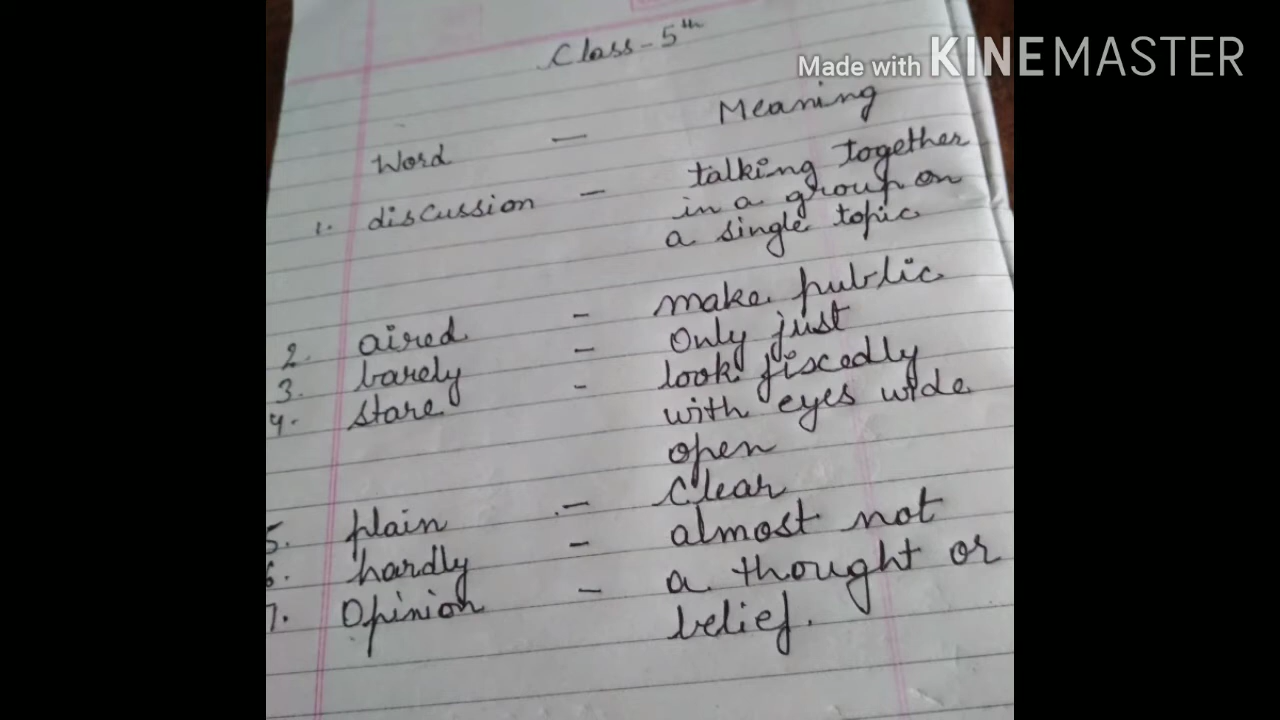 Class - 5th
Made with KINEMASTER
Word - Meaning
1. discussion - talking together
in a group on
a single topic
2. aired - make public
3. barely - Only just
4. stare - look fixedly
with eyes wide
open
5. plain - Clear
6. hardly - almost not
7. Opinion - a thought or
belief.